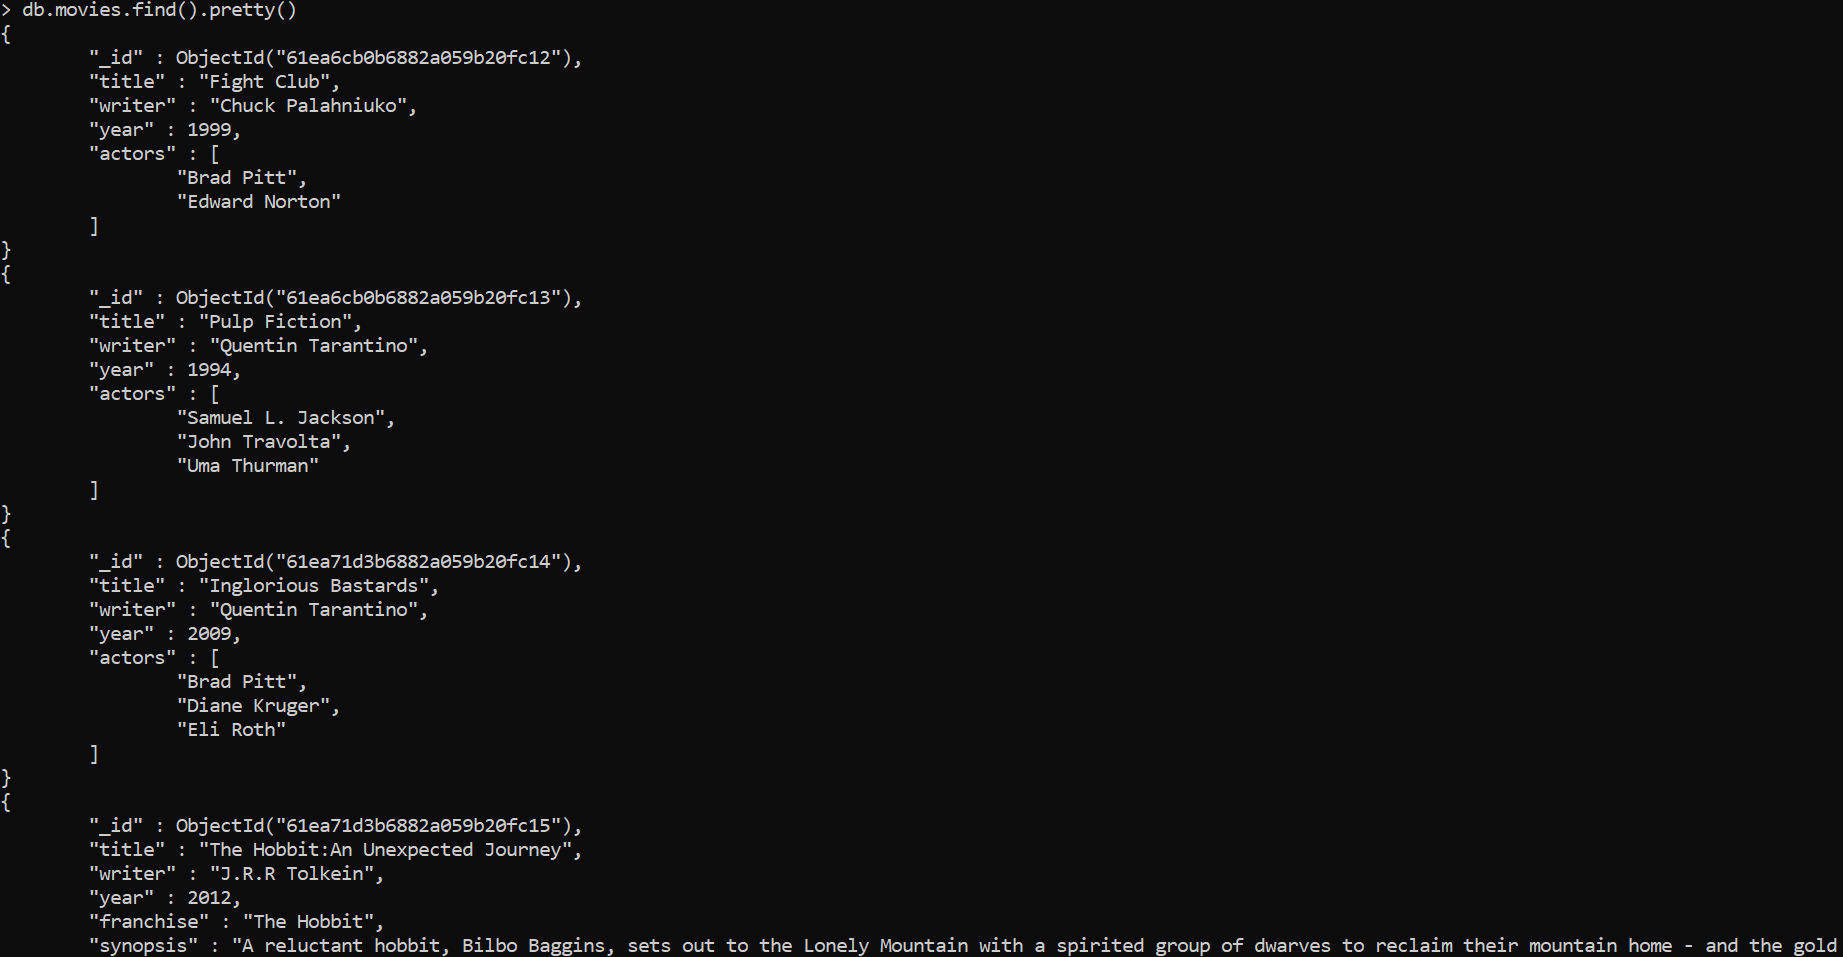 > db.movies.find().pretty()
{
"_id" : ObjectId("61ea6cb0b6882a059b20fc12"),
"title" : "Fight Club",
"writer" : "Chuck Palahniuko",
"year" : 1999,
"actors" : [
"Brad Pitt",
"Edward Norton"
]
}
{
"_id" : ObjectId("61ea6cb0b6882a059b20fc13"),
"title" : "Pulp Fiction",
"writer" : "Quentin Tarantino",
"year" : 1994,
"actors" : [
"Samuel L. Jackson",
"John Travolta",
"Uma Thurman"
]
}
{
"_id" : ObjectId("61ea71d3b6882a059b20fc14"),
"title" : "Inglorious Bastards",
"writer" : "Quentin Tarantino",
"year" : 2009,
"actors" : [
"Brad Pitt",
"Diane Kruger",
"Eli Roth"
]
}
{
"_id" : ObjectId("61ea71d3b6882a059b20fc15"),
"title" : "The Hobbit:An Unexpected Journey",
"writer" : "J.R.R Tolkein",
"year" : 2012,
"franchise" : "The Hobbit",
"synopsis" : "A reluctant hobbit, Bilbo Baggins, sets out to the Lonely Mountain with a spirited group of dwarves to reclaim their mountain home - and the gold